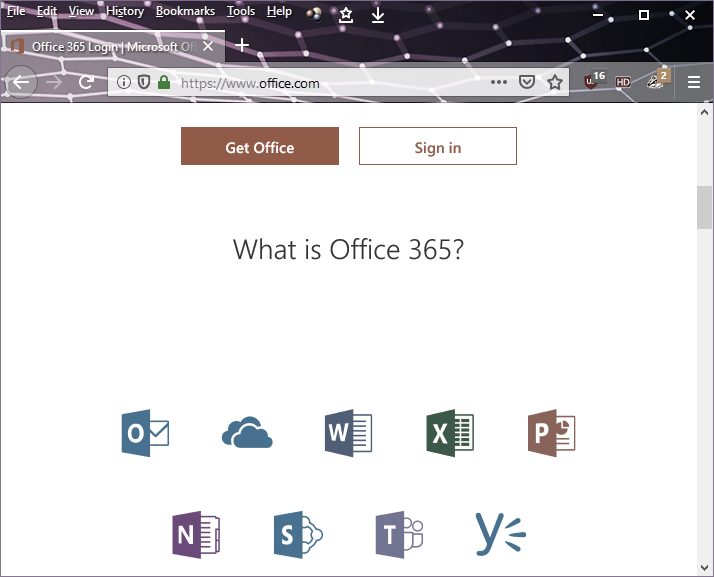 File Edit View History Bookmarks Tools Help
Office 365 Login | Microsoft Of
https://www.office.com
16
HD
2
Get Office
Sign in
What is Office 365?
O
W
X
P
N
S
T
y